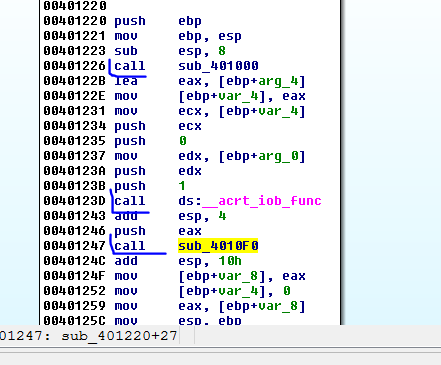 00401220
00401220 push ebp
00401221 mov ebp, esp
00401223 sub esp, 8
00401226 call sub_401000
0040122B lea eax, [ebp+arg_4]
0040122E mov [ebp+var_4], eax
00401231 mov ecx, [ebp+var_4]
00401234 push ecx
00401235 push 0
00401237 mov edx, [ebp+arg_0]
0040123A push edx
0040123B push 1
0040123D call ds:__acrt_iob_func
00401243 add esp, 4
00401246 push eax
00401247 call sub_4010F0
0040124C add esp, 10h
0040124F mov [ebp+var_8], eax
00401252 mov [ebp+var_4], 0
00401259 mov eax, [ebp+var_8]
0040125C mov esp, ebp
01247: sub_401220+27